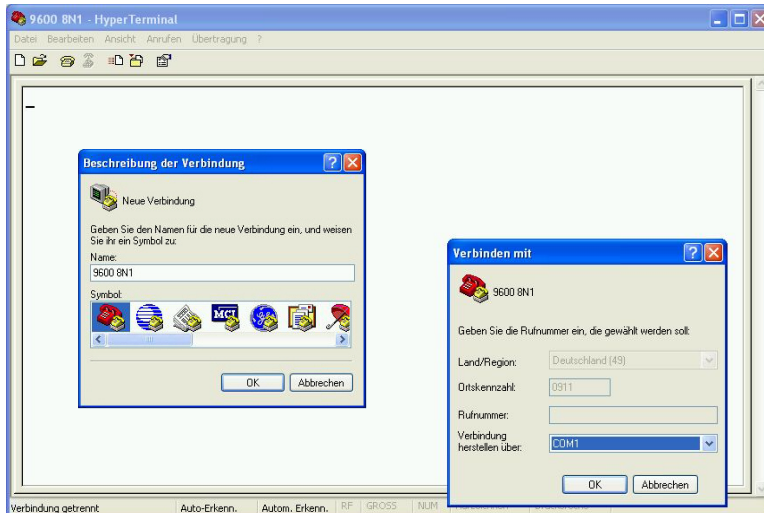 9600 8N1 - HyperTerminal
Datei Bearbeiten Ansicht Anrufen Übertragung ?
Beschreibung der Verbindung
Neue Verbindung
Geben Sie den Namen für die neue Verbindung ein, und weisen
Sie ihr ein Symbol zu:
Name:
9600 8N1
Symbol:
MCI
OK Abbrechen
Verbinden mit
9600 8N1
Geben Sie die Rufnummer ein, die gewählt werden soll:
Land/Region: Deutschland (49)
Ortskennzahl: 0911
Rufnummer:
Verbindung
herstellen über: COM1
OK Abbrechen
Verbindung getrennt Auto-Erkenn. Autom. Erkenn. RF GROSS NUM